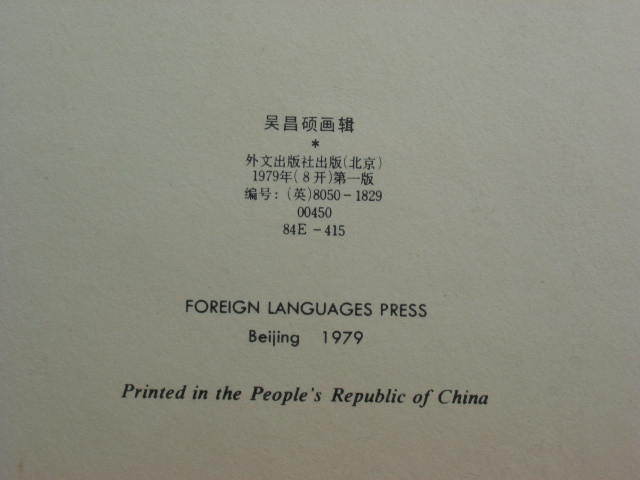 吴昌硕画辑
*
外文出版社出版(北京)
1979年(8开)第一版
编号:(英)8050-1829
00450
84E-415
FOREIGN LANGUAGES PRESS
Beijing 1979
Printed in the People's Republic of China